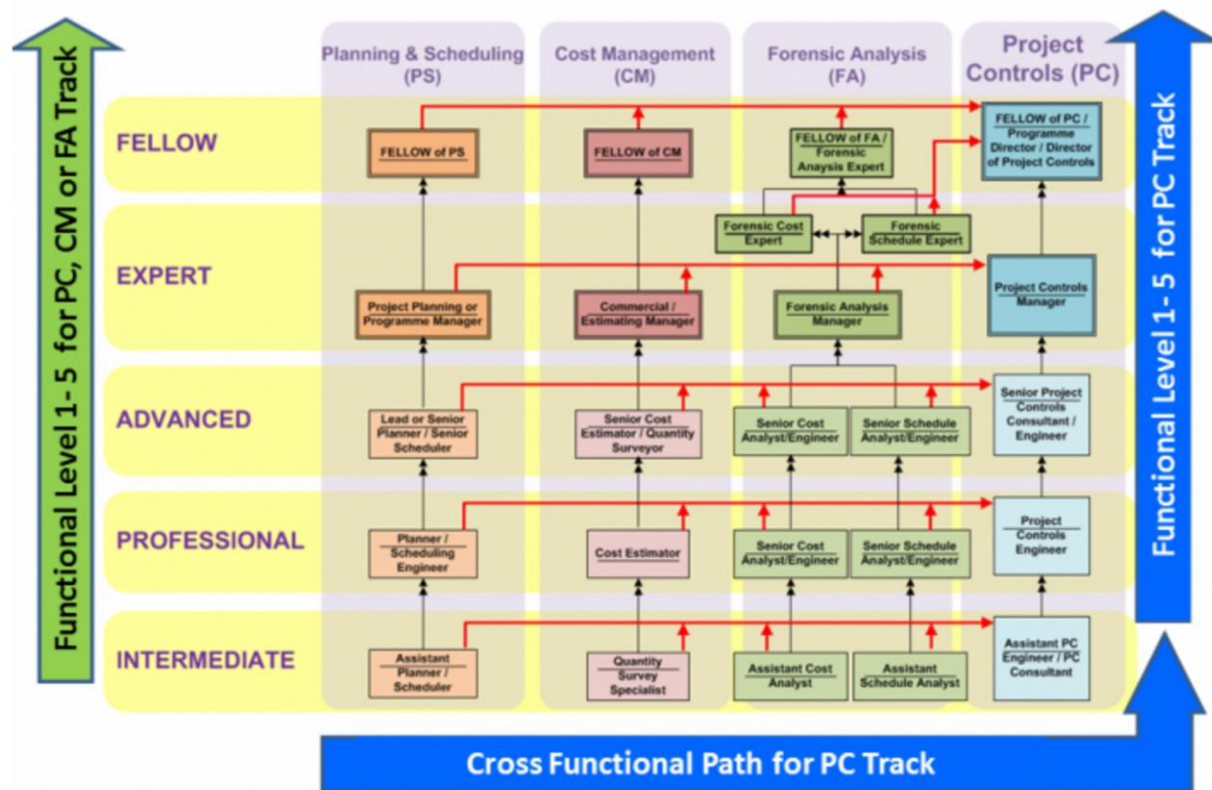 Functional Level 1- 5 for PC, CM or FA Track
Planning & Scheduling
(PS)
Cost Management
(CM)
Forensic Analysis
(FA)
Project
Controls (PC)
Functional Level 1- 5 for PC Track
FELLOW
FELLOW of PS
FELLOW of CM
FELLOW of FA /
Forensic
Anaysis Expert
FELLOW of PC /
Programme
Director / Director
of Project Controls
EXPERT
Forensic Cost
Expert
Forensic
Schedule Expert
Project Planning or
Programme Manager
Commercial /
Estimating Manager
Forensic Analysis
Manager
Project Controls
Manager
ADVANCED
Lead or Senior
Planner / Senior
Scheduler
Senior Cost
Estimator / Quantity
Surveyor
Senior Cost
Analyst/Engineer
Senior Schedule
Analyst/Engineer
Senior Project
Controls
Consultant /
Engineer
PROFESSIONAL
Planner /
Scheduling
Engineer
Cost Estimator
Senior Cost
Analyst/Engineer
Senior Schedule
Analyst/Engineer
Project
Controls
Engineer
INTERMEDIATE
Assistant
Planner /
Scheduler
Quantity
Survey
Specialist
Assistant Cost
Analyst
Assistant
Schedule Analyst
Assistant PC
Engineer / PC
Consultant
Cross Functional Path for PC Track